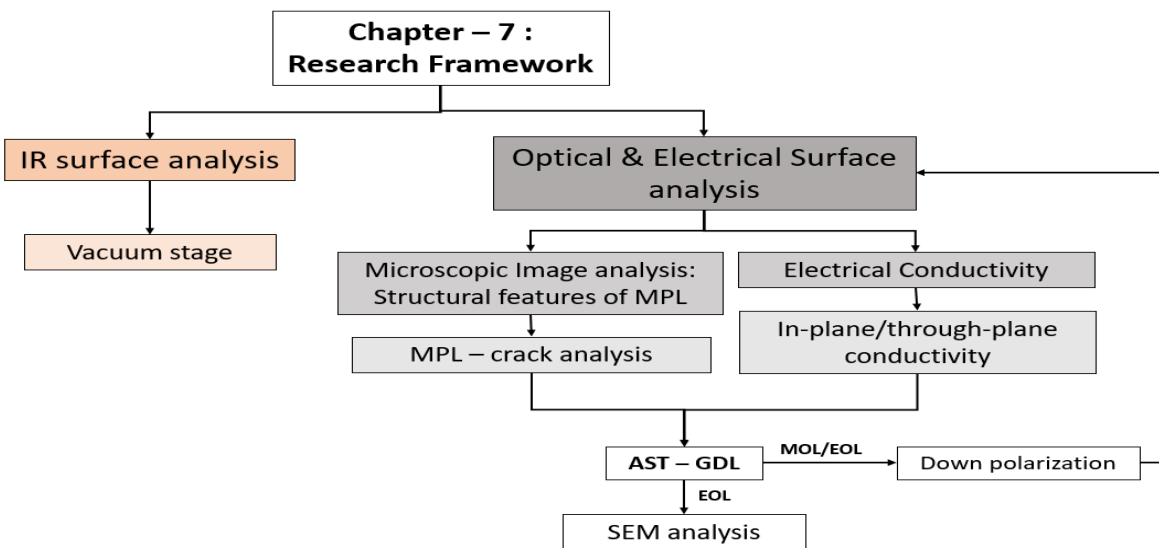 Chapter – 7 :
Research Framework
IR surface analysis
Optical & Electrical Surface
analysis
Vacuum stage
Microscopic Image analysis:
Structural features of MPL
Electrical Conductivity
MPL – crack analysis
In-plane/through-plane
conductivity
AST – GDL
MOL/EOL
Down polarization
EOL
SEM analysis